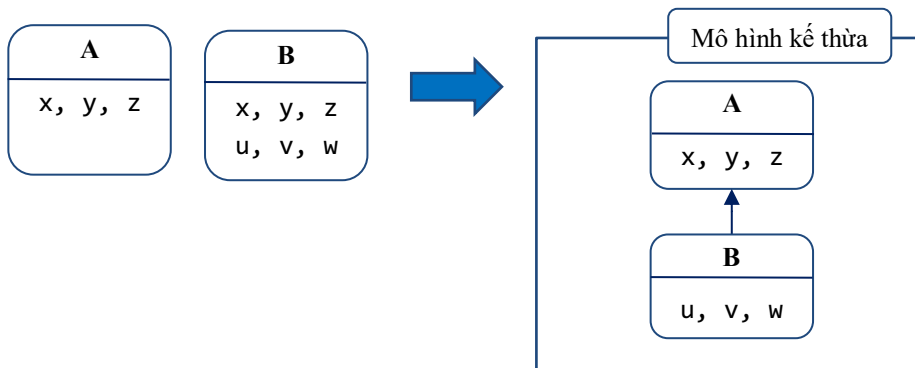 A
x, y, z
B
x, y, z
u, v, w
Mô hình kế thừa
A
x, y, z
B
u, v, w